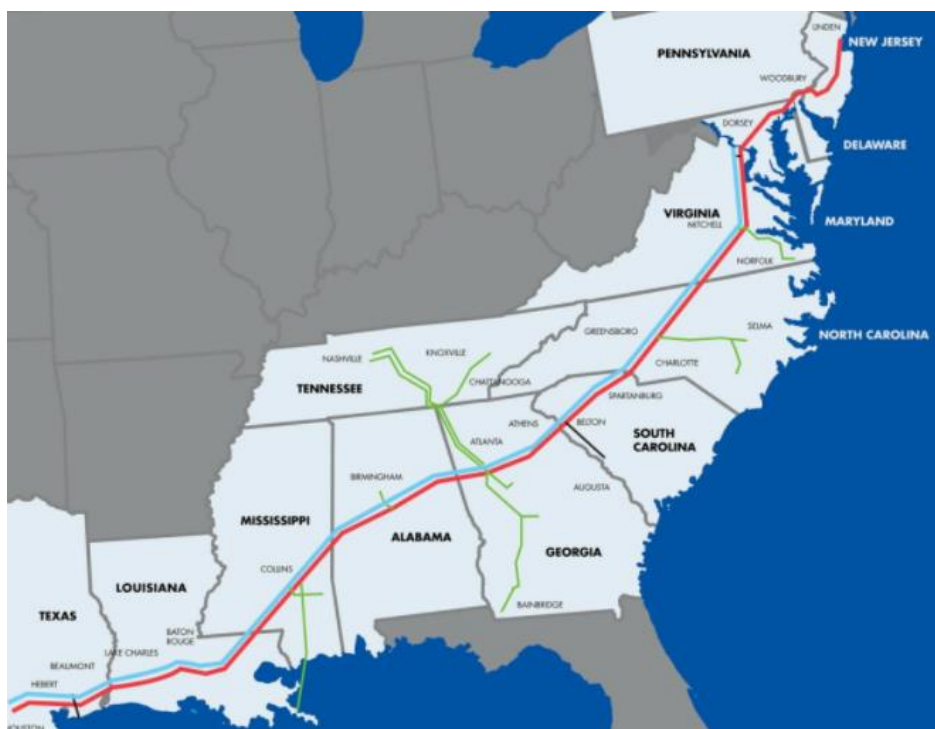 LINDEN
NEW JERSEY
PENNSYLVANIA
WOODBURY
DORSEY
DELAWARE
VIRGINIA
MITCHELL
MARYLAND
NORFOLK
GREENSBORO
SELMA
NORTH CAROLINA
NASHVILLE
KNOXVILLE
CHARLOTTE
TENNESSEE
CHATTANOOGA
SPARTANBURG
ATHENS
BELTON
ATLANTA
SOUTH
CAROLINA
BIRMINGHAM
AUGUSTA
MISSISSIPPI
ALABAMA
GEORGIA
COLLINS
LOUISIANA
BAINBRIDGE
TEXAS
BATON
ROUGE
LAKE CHARLES
BEAUMONT
HEBERT
HOUSTON